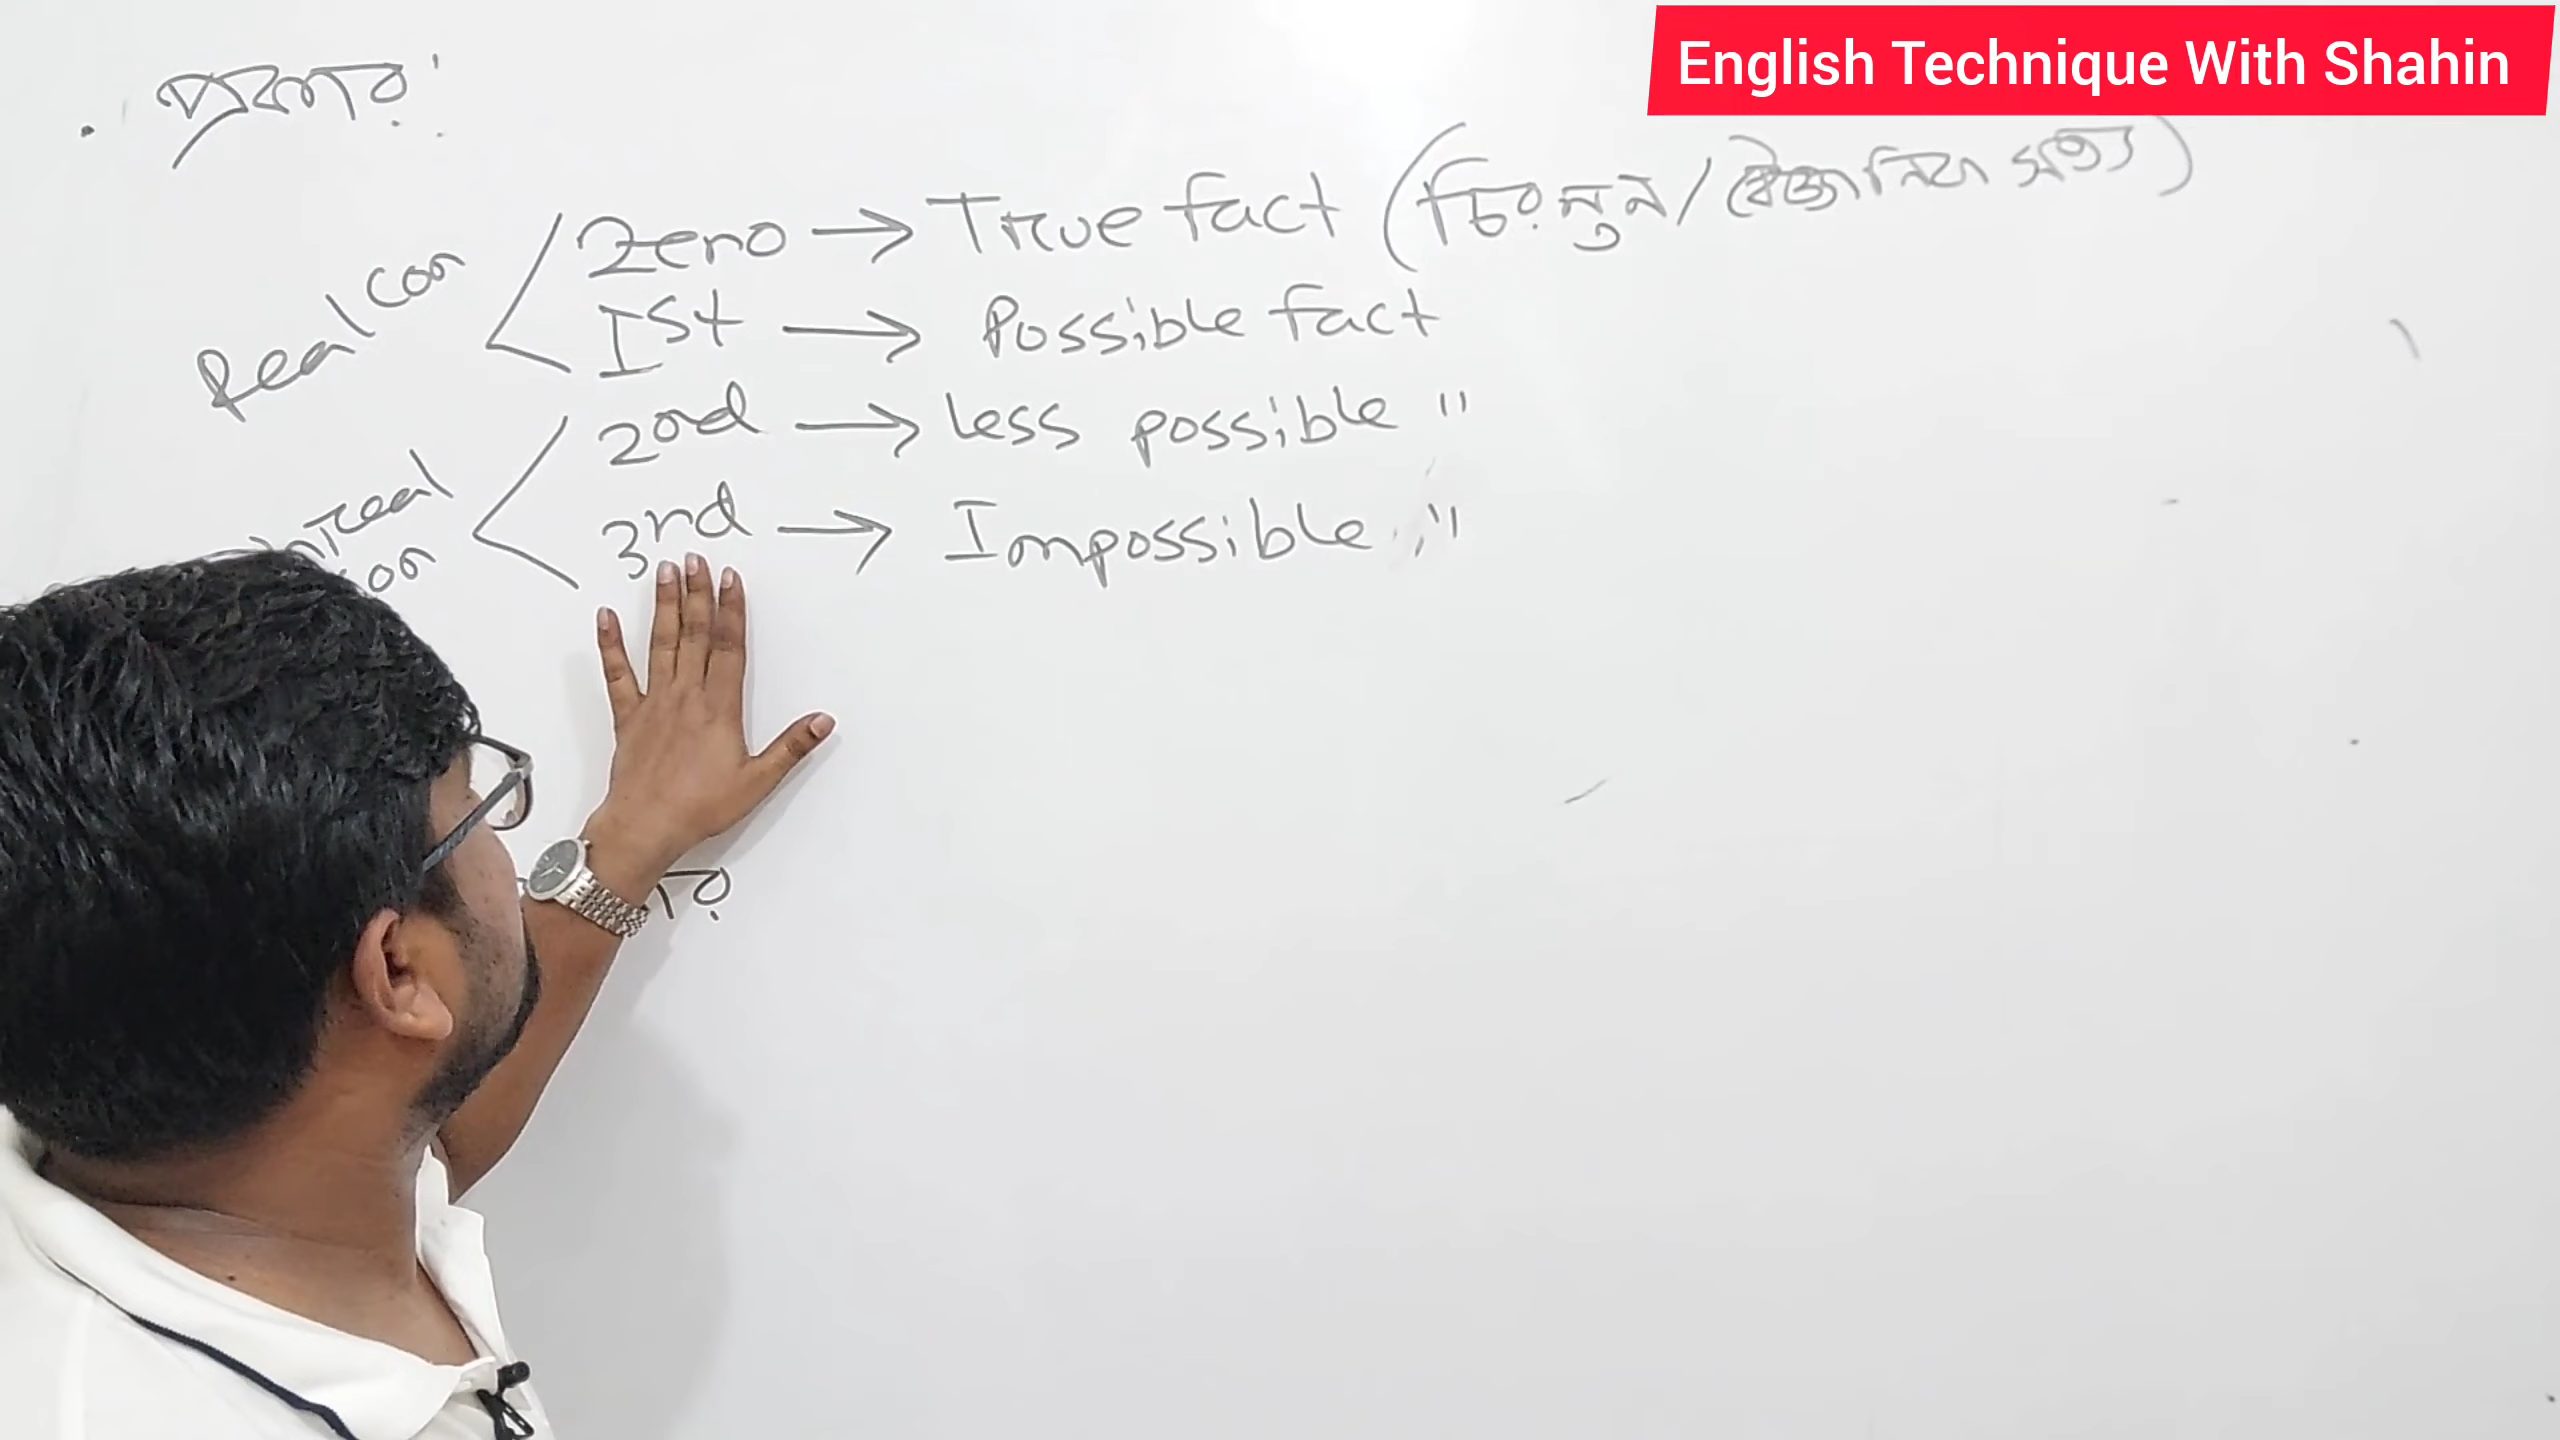 English Technique With Shahin
প্রকার:
Real Con
Zero → True fact (চিরন্তন/বৈজ্ঞানিক সত্য)
1st → Possible fact
2nd → Less possible "
3rd → Impossible "